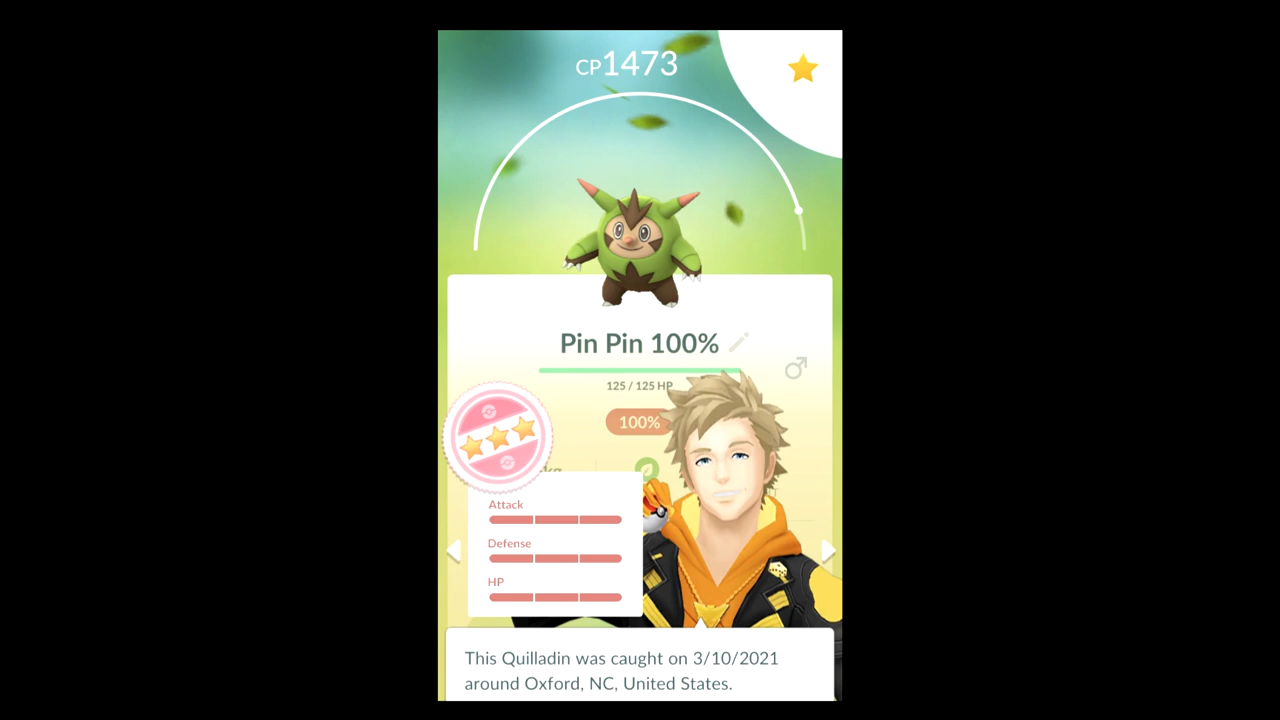 CP1473
Pin Pin 100%
125 / 125 HP
100%
kg
Attack
Defense
HP
This Quilladin was caught on 3/10/2021
around Oxford, NC, United States.